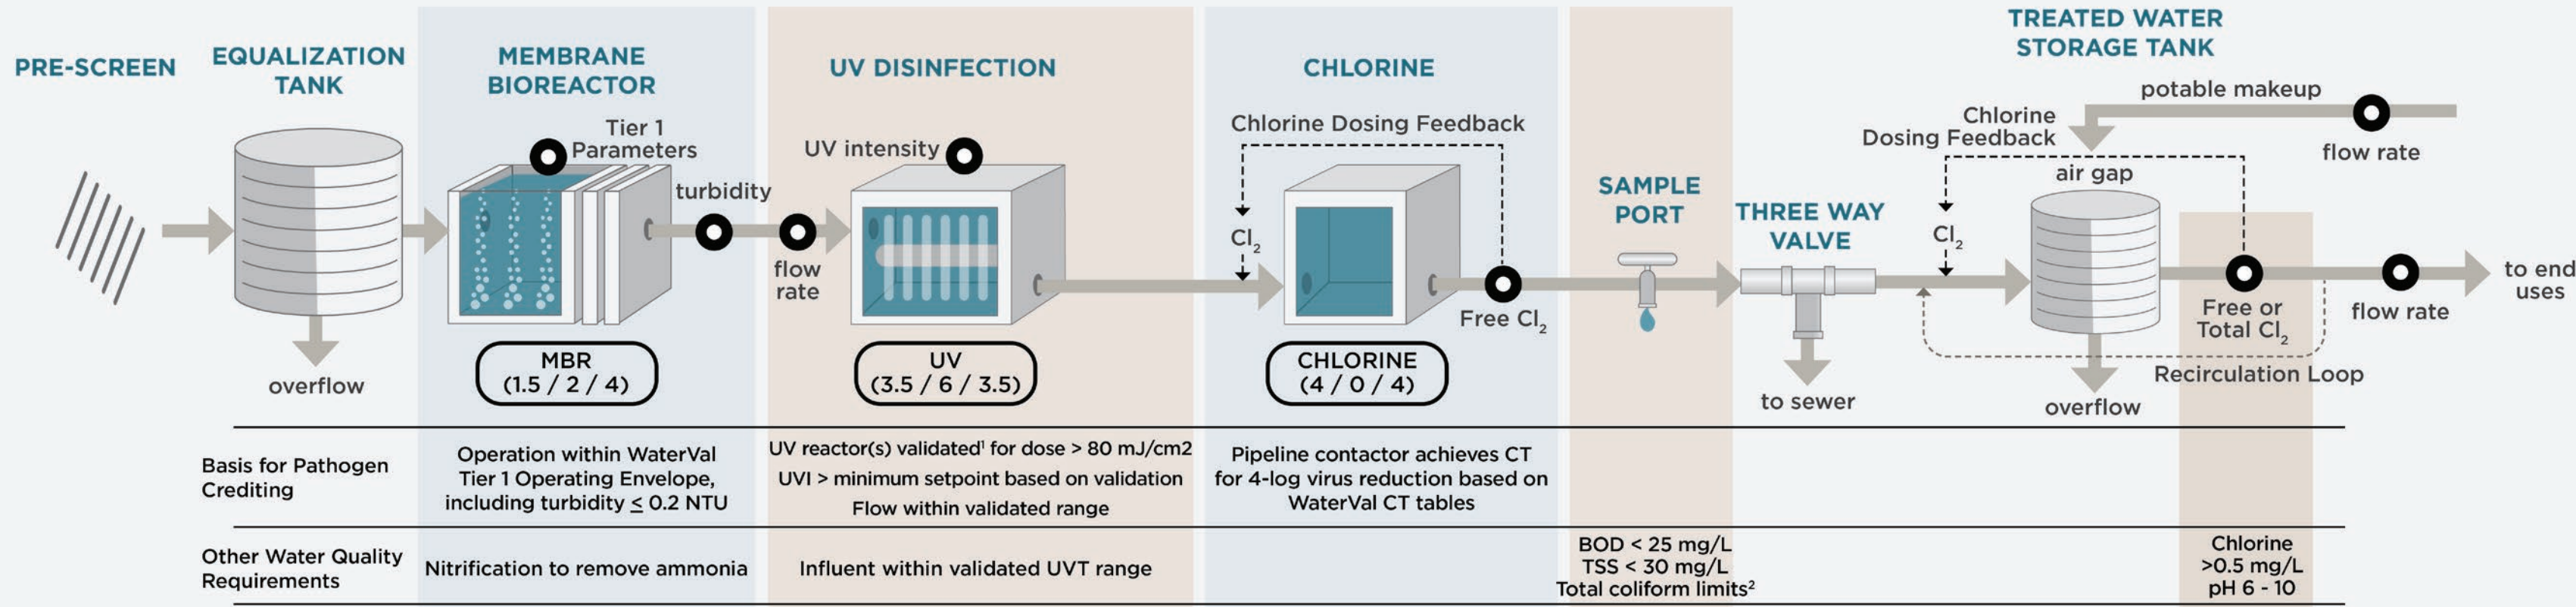 PRE-SCREEN
EQUALIZATION
TANK
overflow
MEMBRANE
BIOREACTOR
Tier 1
Parameters
turbidity
MBR
(1.5 / 2 / 4)
UV DISINFECTION
UV intensity
flow
rate
UV
(3.5 / 6 / 3.5)
CHLORINE
Chlorine Dosing Feedback
Cl₂
Free Cl₂
CHLORINE
(4 / 0 / 4)
SAMPLE
PORT
THREE WAY
VALVE
to sewer
TREATED WATER
STORAGE TANK
potable makeup
flow rate
Chlorine
Dosing Feedback
air gap
Cl₂
Free or
Total Cl₂
flow rate
to end
uses
Recirculation Loop
overflow
Basis for Pathogen
Crediting
Operation within WaterVal
Tier 1 Operating Envelope,
including turbidity ≤ 0.2 NTU
UV reactor(s) validated¹ for dose > 80 mJ/cm2
UVI > minimum setpoint based on validation
Flow within validated range
Pipeline contactor achieves CT
for 4-log virus reduction based on
WaterVal CT tables
Other Water Quality
Requirements
Nitrification to remove ammonia
Influent within validated UVT range
BOD < 25 mg/L
TSS < 30 mg/L
Total coliform limits²
Chlorine
>0.5 mg/L
pH 6 - 10